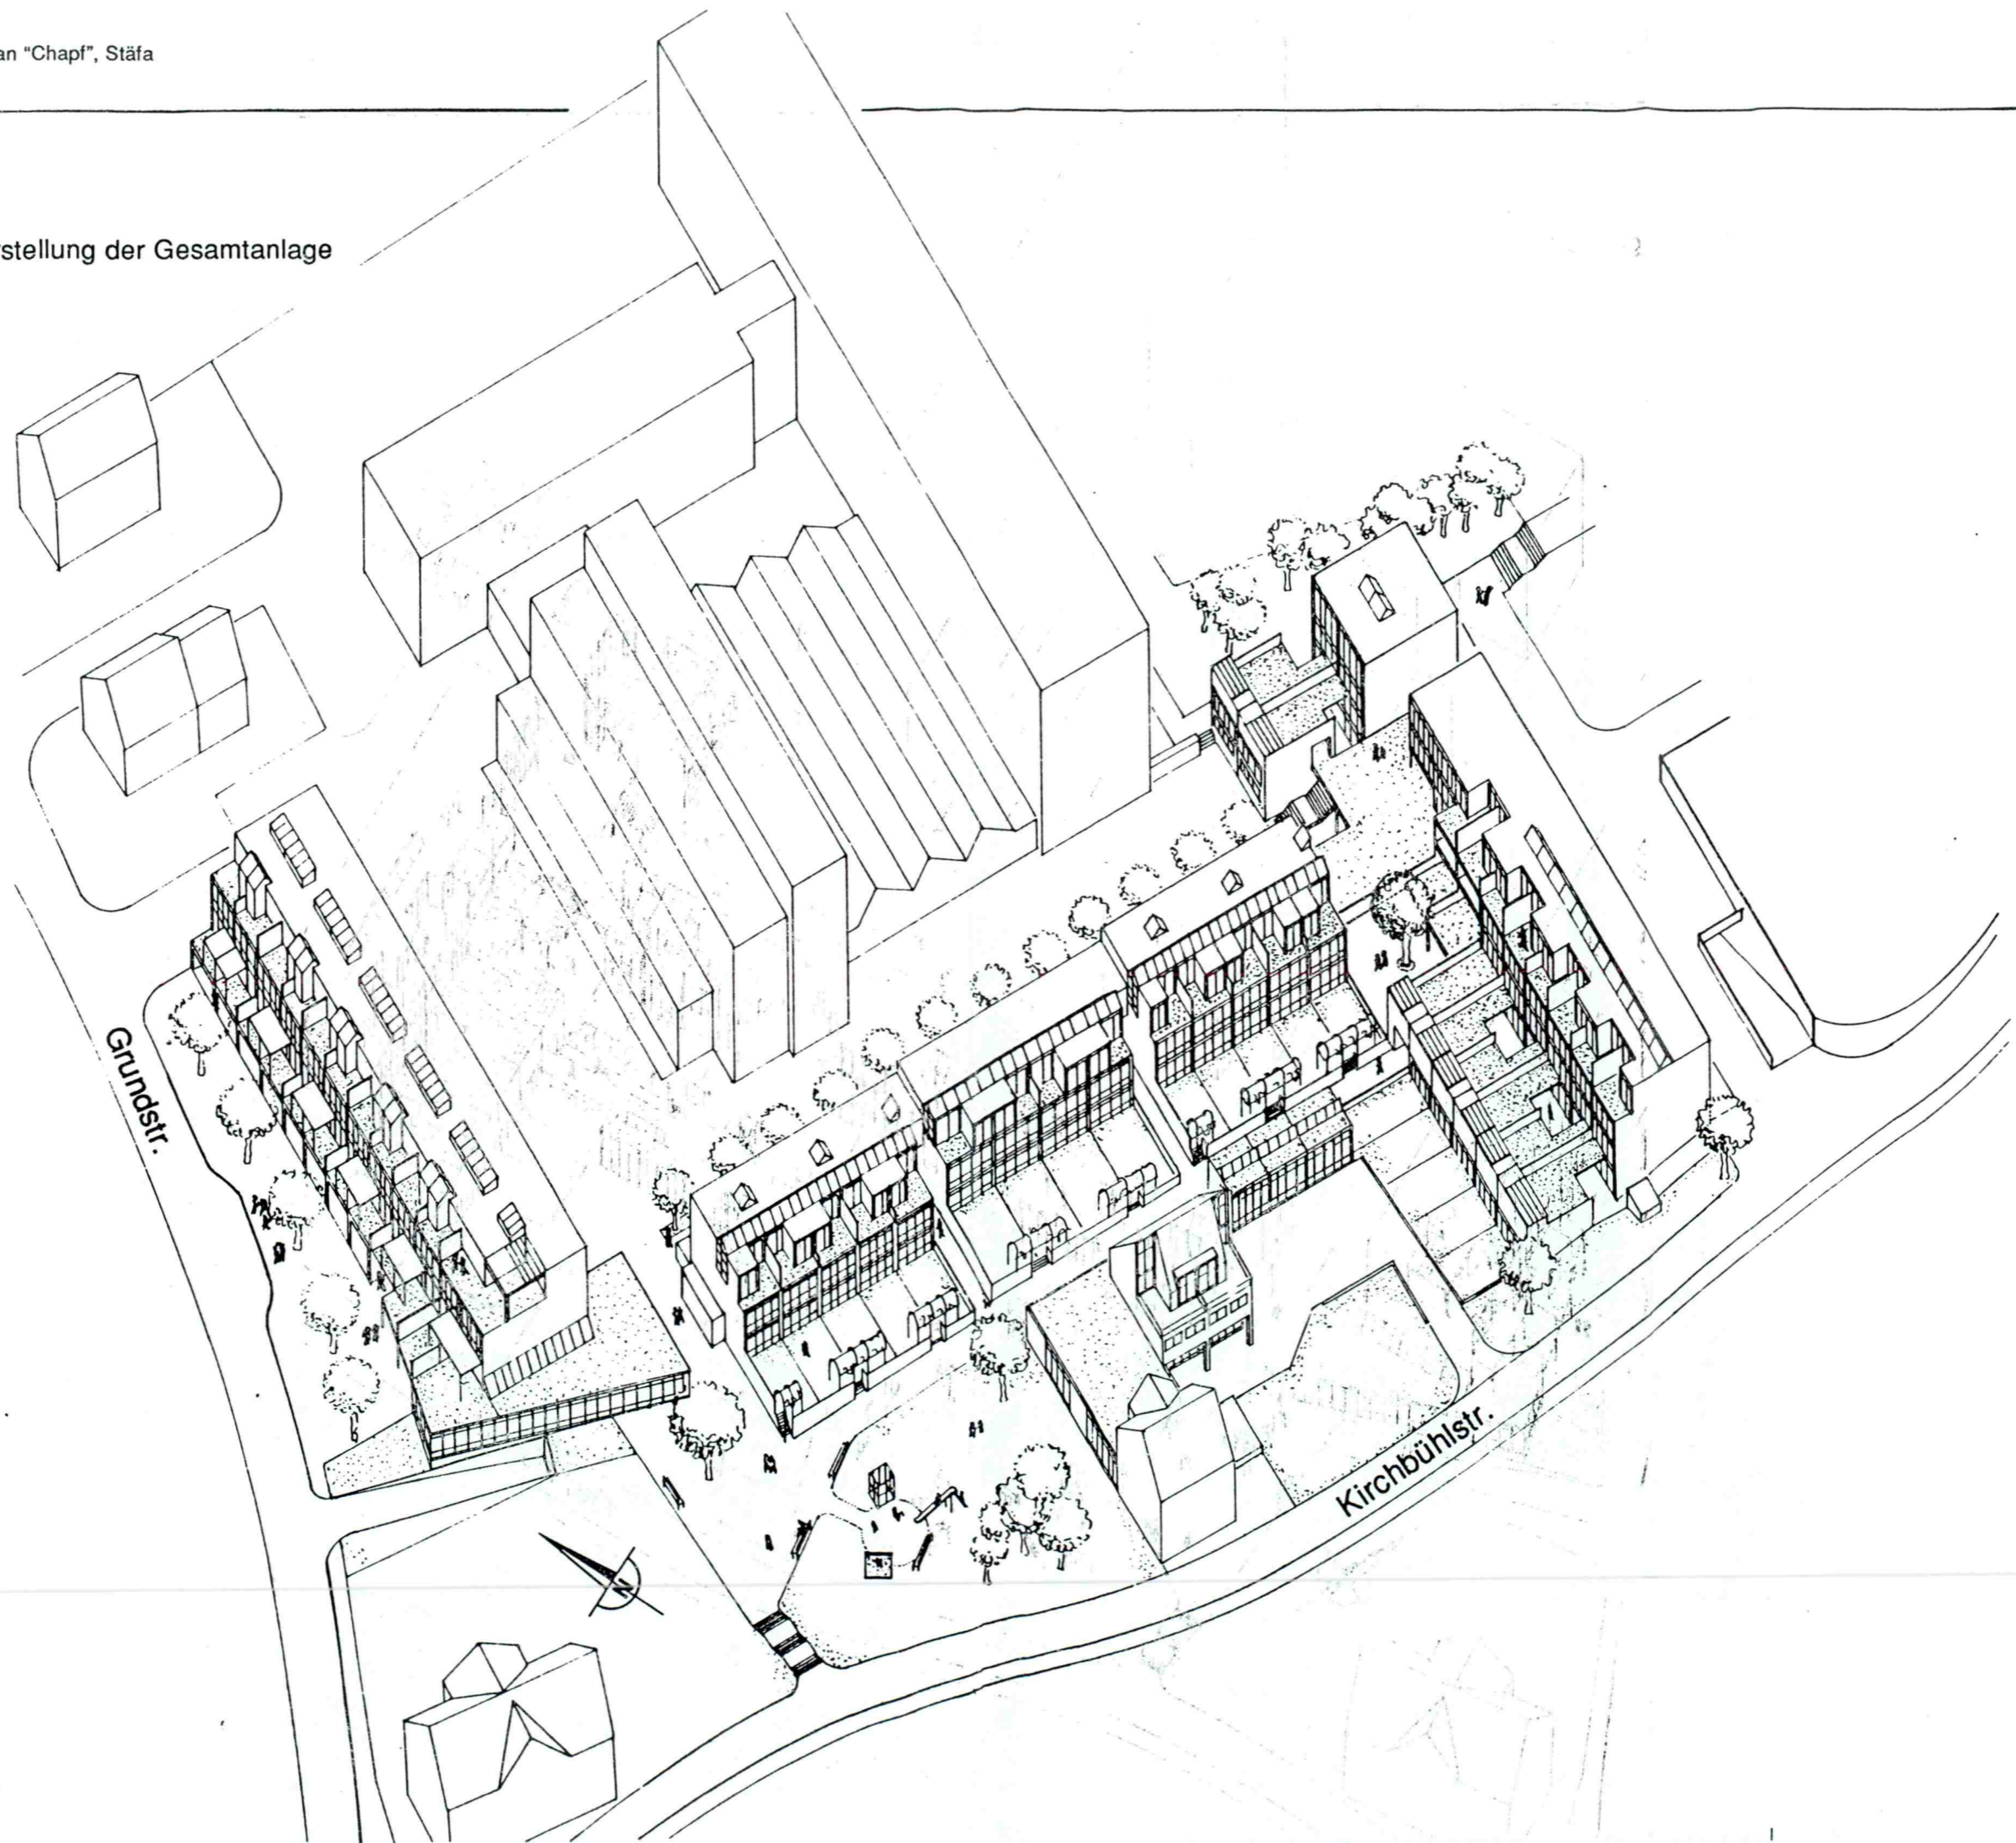 an "Chapf", Stäfa
rstellung der Gesamtanlage
Grundstr.
Kirchbühlstr.
N